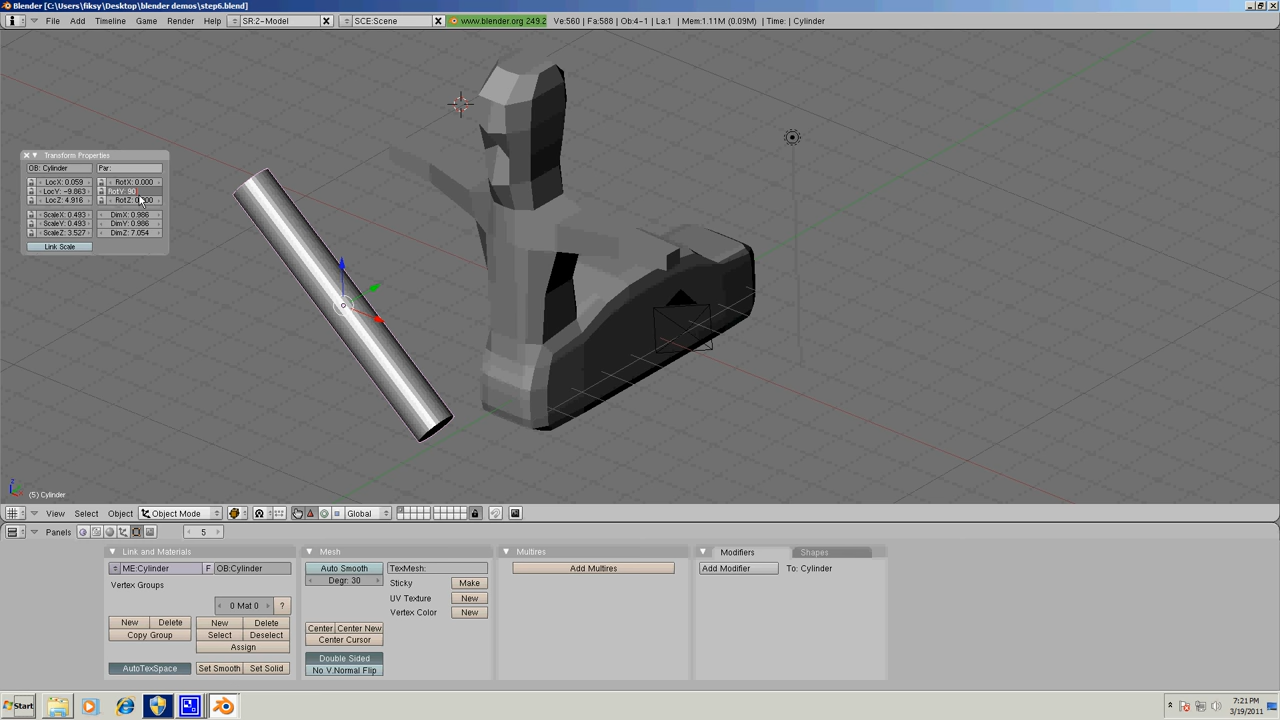 Blender [C:\Users\fiksy\Desktop\blender demos\step6.blend]
File Add Timeline Game Render Help SR:2-Model SCE:Scene www.blender.org 249.2 Ve:560 | Fa:588 | Ob:4-1 | La:1 | Mem:1.11M (0.09M) | Time: | Cylinder
Transform Properties
OB: Cylinder Par:
LocX: 0.059 RotX: 0.000
LocY: -9.863 RotY: 90
LocZ: 4.916 RotZ: 0.000
ScaleX: 0.493 DimX: 0.986
ScaleY: 0.493 DimY: 0.986
ScaleZ: 3.527 DimZ: 7.054
Link Scale
(5) Cylinder
View Select Object Object Mode Global
Panels 5
Link and Materials Mesh Multires Modifiers Shapes
ME:Cylinder F OB:Cylinder Auto Smooth TexMesh: Add Multires Add Modifier To: Cylinder
Degr: 30
Vertex Groups Sticky Make
UV Texture New
0 Mat 0 ? Vertex Color New
New Delete New Delete Center Center New
Copy Group Select Deselect Center Cursor
Assign
AutoTexSpace Set Smooth Set Solid Double Sided
No V.Normal Flip
Start 7:21 PM
3/19/2011